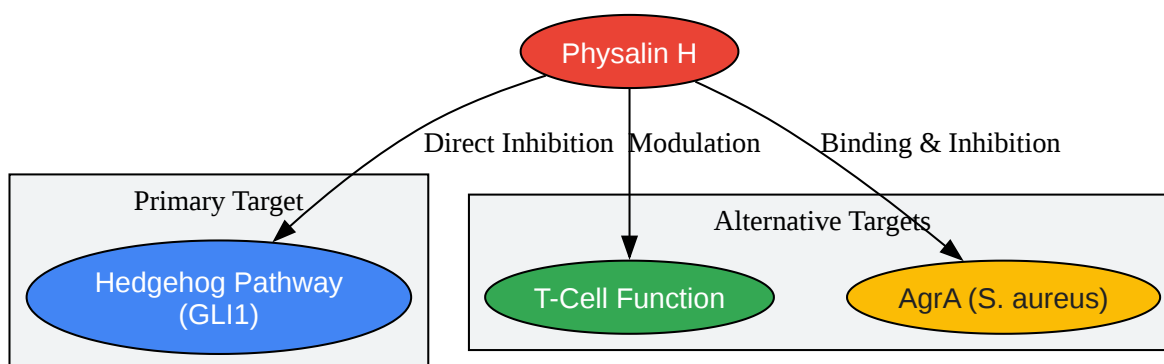 Physalin H
Direct Inhibition
Modulation
Binding & Inhibition
Primary Target
Alternative Targets
Hedgehog Pathway
(GLI1)
T-Cell Function
AgrA (S. aureus)